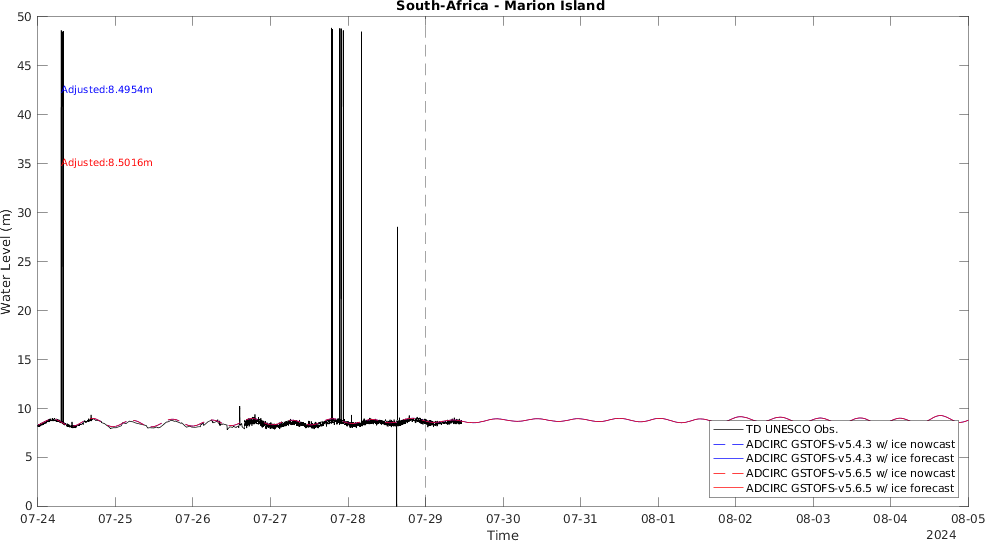 South-Africa - Marion Island
50
45
40
35
30
25
20
15
10
5
0
Water Level (m)
Adjusted:8.4954m
Adjusted:8.5016m
TD UNESCO Obs.
ADCIRC GSTOFS-v5.4.3 w/ ice nowcast
ADCIRC GSTOFS-v5.4.3 w/ ice forecast
ADCIRC GSTOFS-v5.6.5 w/ ice nowcast
ADCIRC GSTOFS-v5.6.5 w/ ice forecast
07-24 07-25 07-26 07-27 07-28 07-29 07-30 07-31 08-01 08-02 08-03 08-04 08-05
Time
2024